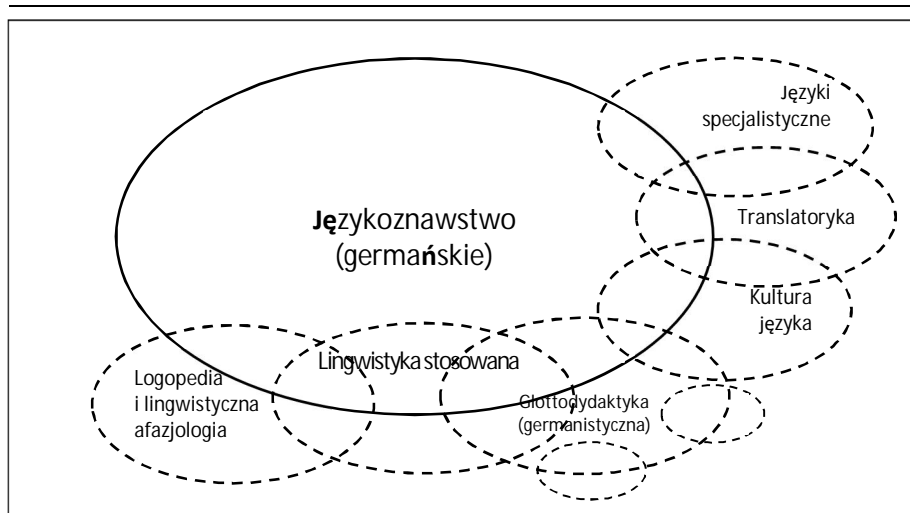 Języki
specjalistyczne
Translatoryka
Językoznawstwo
(germańskie)
Kultura
języka
Lingwistyka stosowana
Logopedia
i lingwistyczna
afazjologia
Glottodydaktyka
(germanistyczna)